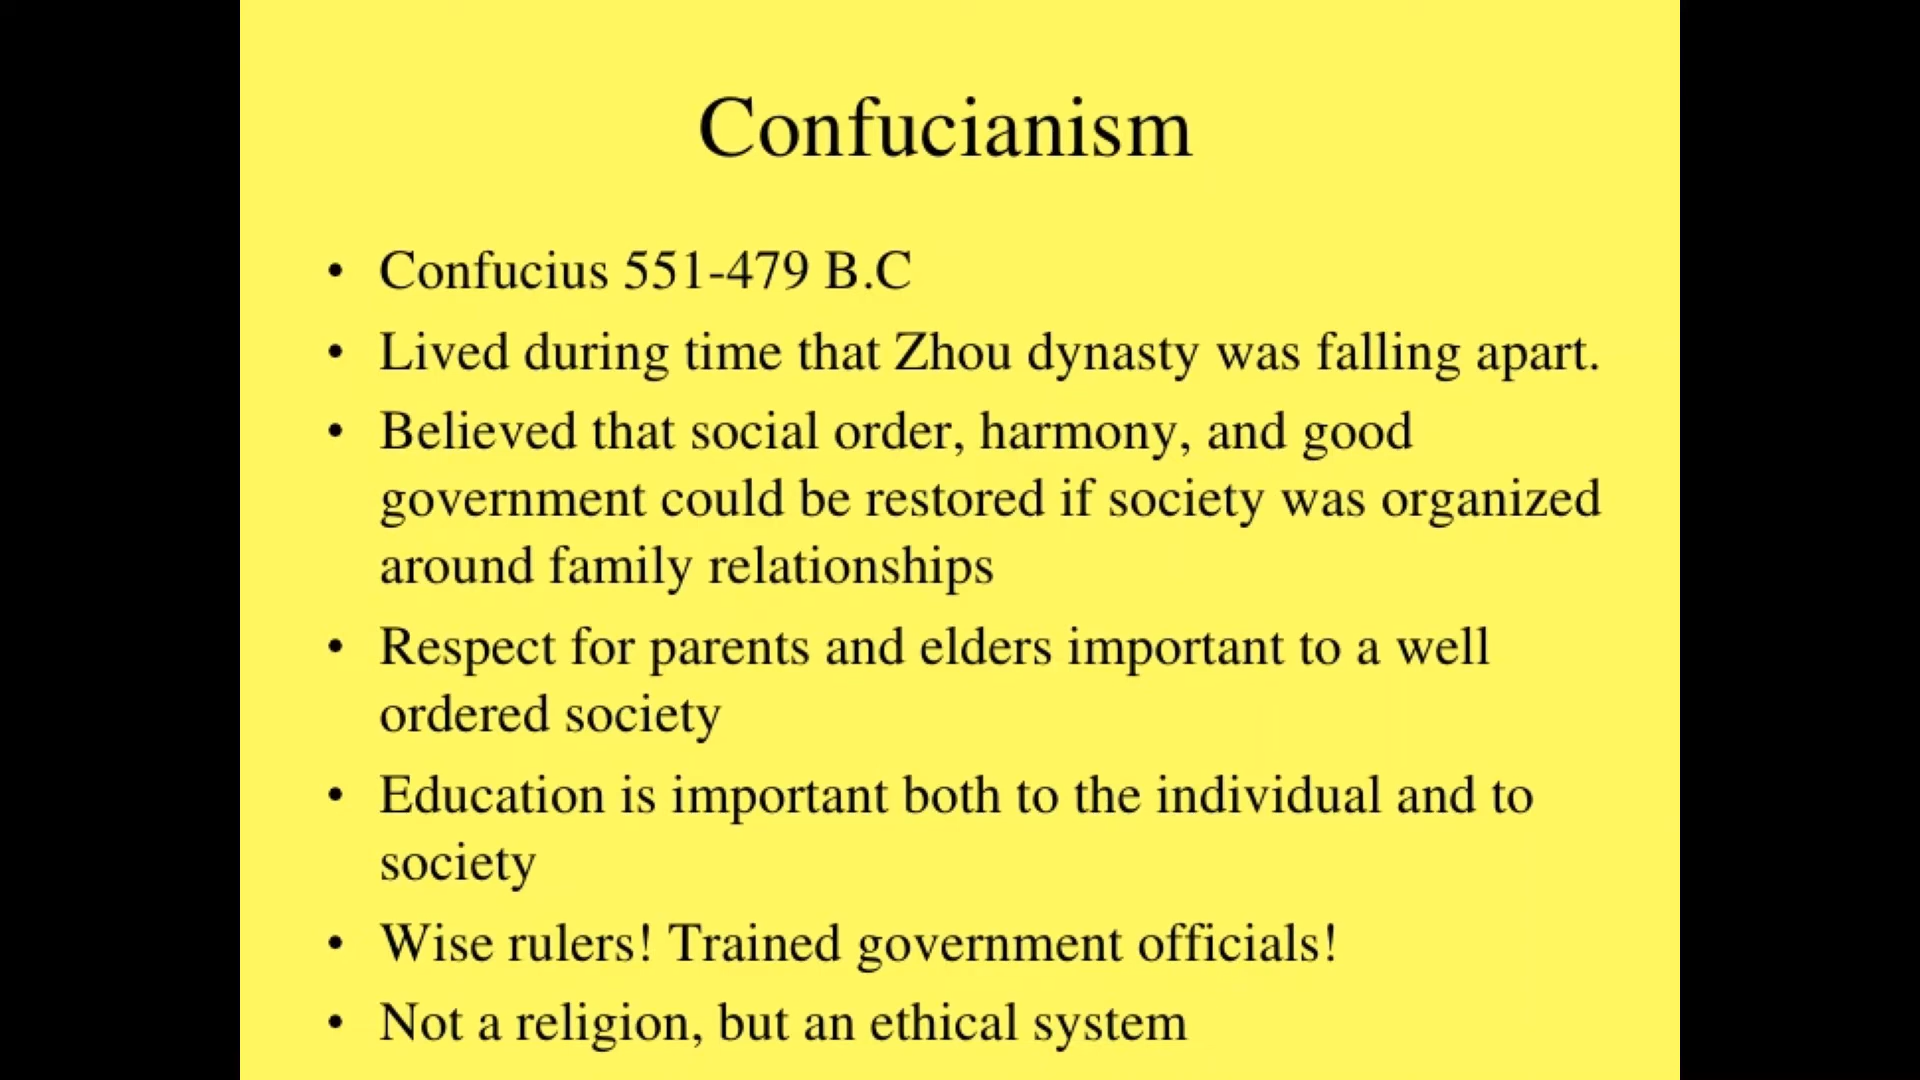 Confucianism
• Confucius 551-479 B.C
• Lived during time that Zhou dynasty was falling apart.
• Believed that social order, harmony, and good
government could be restored if society was organized
around family relationships
• Respect for parents and elders important to a well
ordered society
• Education is important both to the individual and to
society
• Wise rulers! Trained government officials!
• Not a religion, but an ethical system